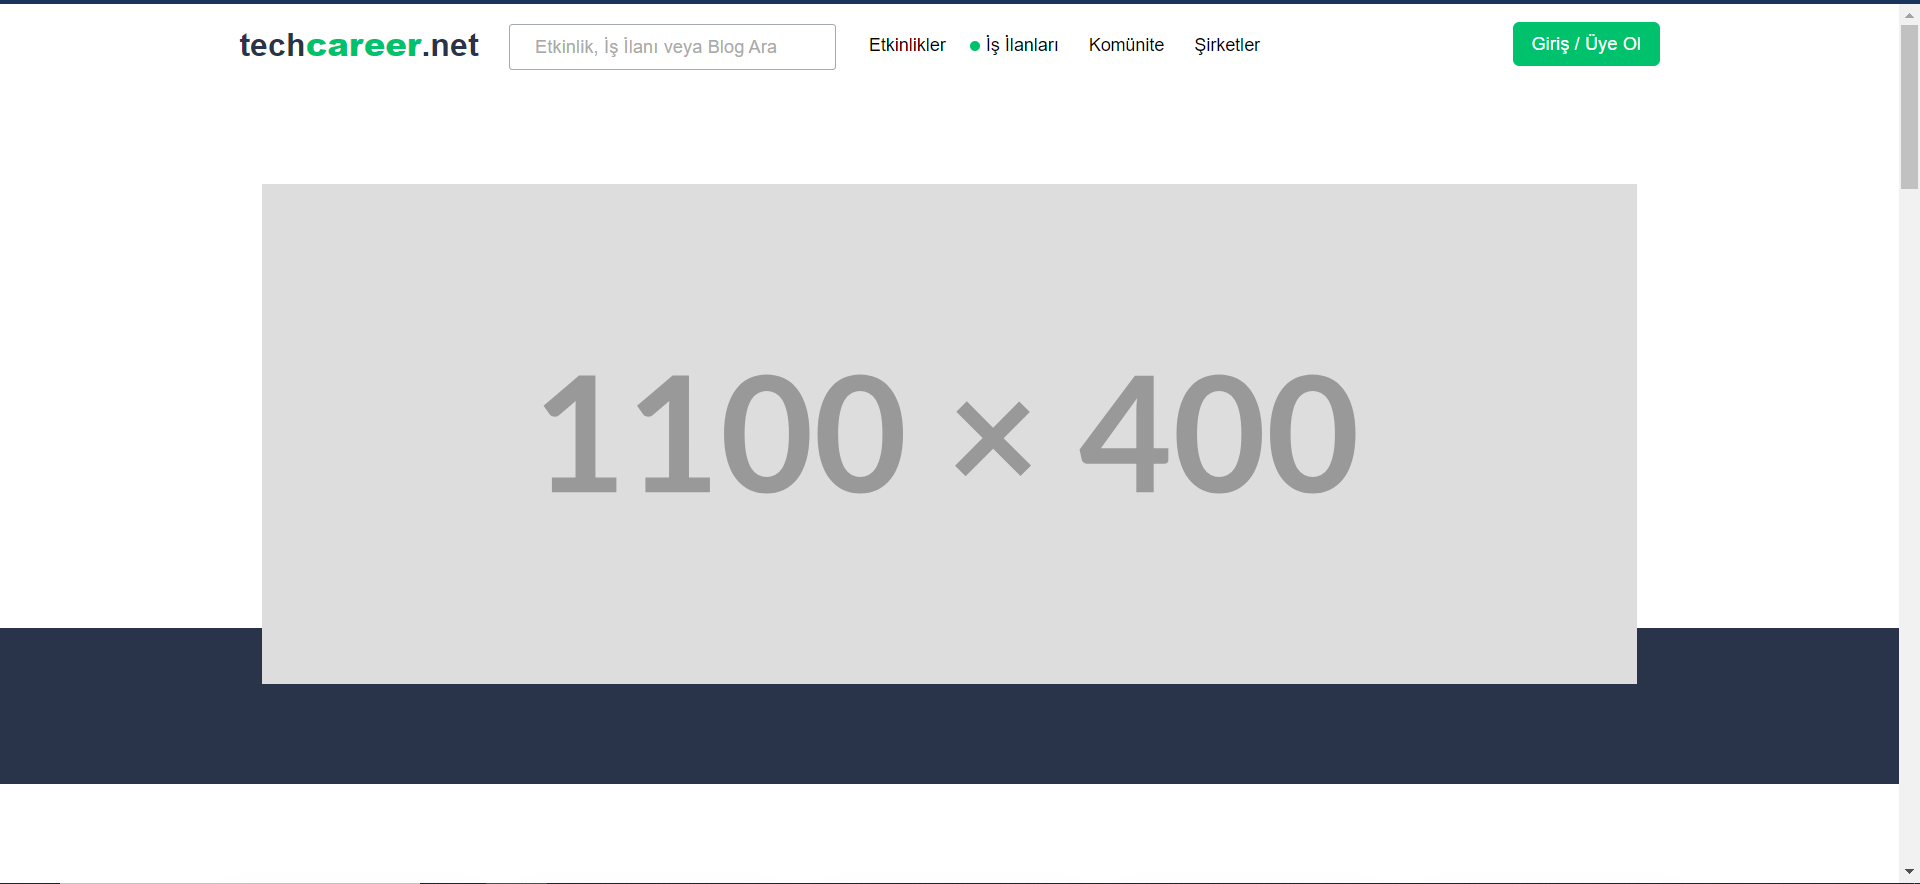 techcareer.net
Etkinlik, İş İlanı veya Blog Ara
Etkinlikler
İş İlanları
Komünite
Şirketler
Giriş / Üye Ol
1100 × 400